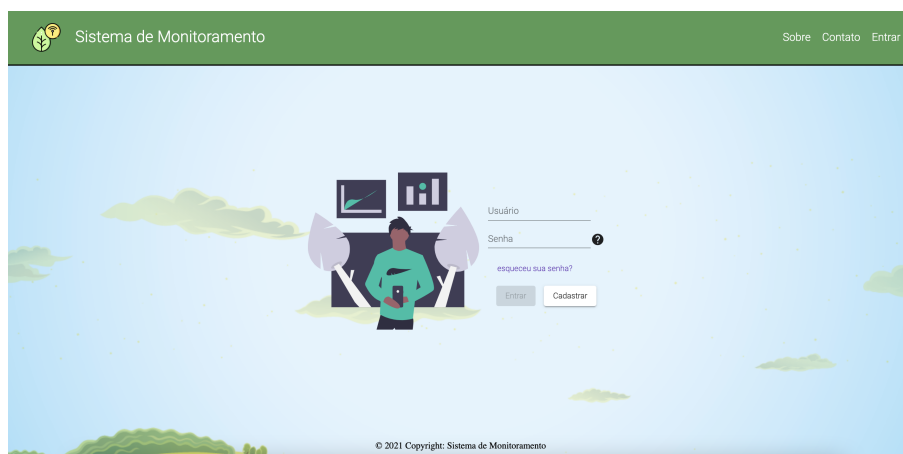 Sistema de Monitoramento
Sobre Contato Entrar
Usuário
Senha
esqueceu sua senha?
Entrar Cadastrar
© 2021 Copyright: Sistema de Monitoramento